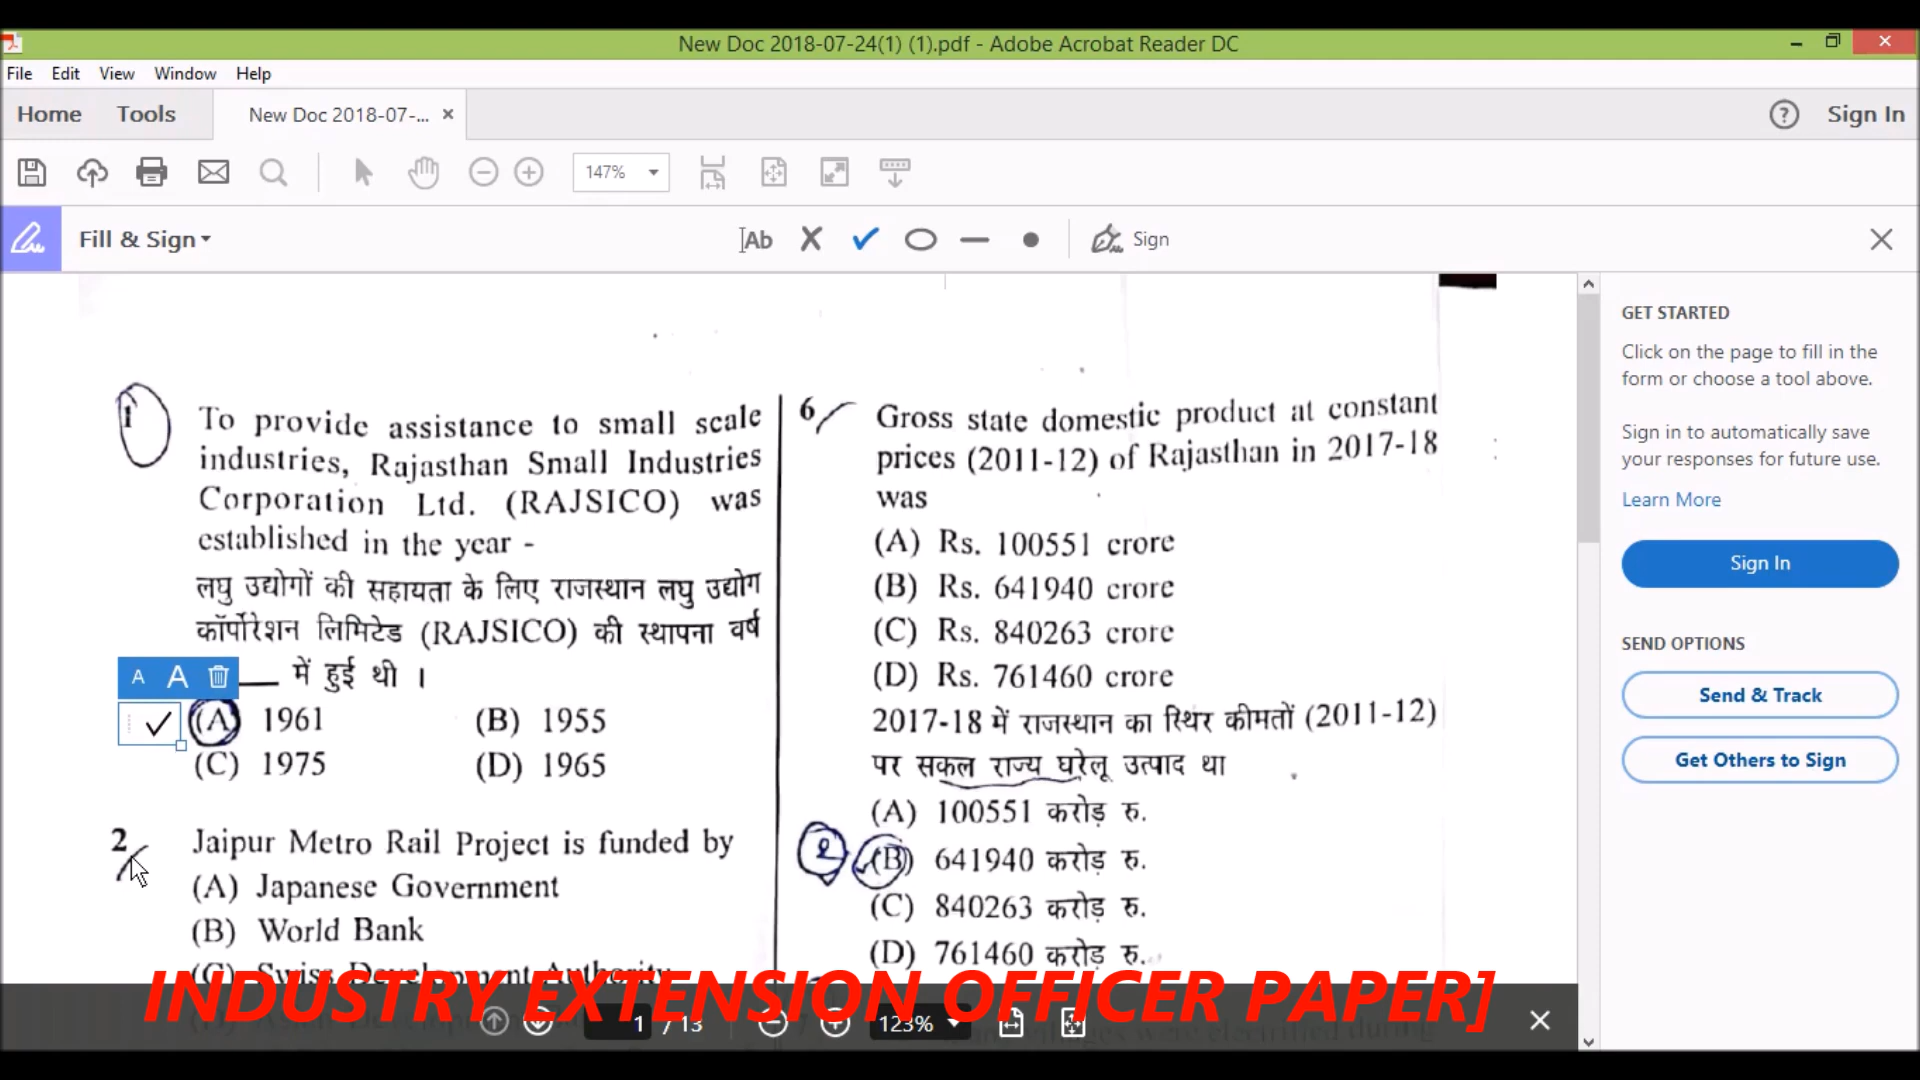 New Doc 2018-07-24(1) (1).pdf - Adobe Acrobat Reader DC
File Edit View Window Help
Home Tools New Doc 2018-07-... Sign In
147%
Fill & Sign Ab Sign
1 To provide assistance to small scale
industries, Rajasthan Small Industries
Corporation Ltd. (RAJSICO) was
established in the year -
लघु उद्योगों की सहायता के लिए राजस्थान लघु उद्योग
कॉर्पोरेशन लिमिटेड (RAJSICO) की स्थापना वर्ष
में हुई थी ।
A A
(A) 1961 (B) 1955
(C) 1975 (D) 1965
2 Jaipur Metro Rail Project is funded by
(A) Japanese Government
(B) World Bank
(C) Swiss Development Authority
6 Gross state domestic product at constant
prices (2011-12) of Rajasthan in 2017-18
was
(A) Rs. 100551 crore
(B) Rs. 641940 crore
(C) Rs. 840263 crore
(D) Rs. 761460 crore
2017-18 में राजस्थान का स्थिर कीमतों (2011-12)
पर सकल राज्य घरेलू उत्पाद था
(A) 100551 करोड़ रु.
(B) 641940 करोड़ रु.
(C) 840263 करोड़ रु.
(D) 761460 करोड़ रु.
INDUSTRY EXTENSION OFFICER PAPER]
1 / 13 123%
GET STARTED
Click on the page to fill in the
form or choose a tool above.
Sign in to automatically save
your responses for future use.
Learn More
Sign In
SEND OPTIONS
Send & Track
Get Others to Sign